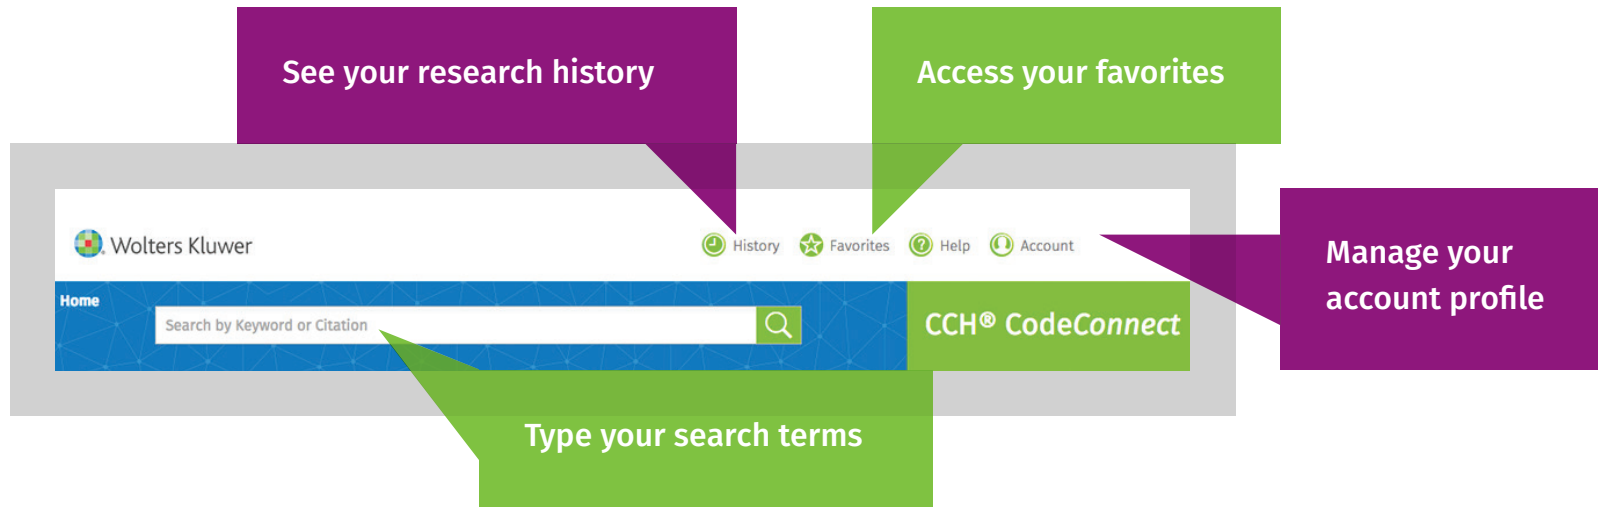 See your research history
Access your favorites
Wolters Kluwer
History
Favorites
Help
Account
Manage your
account profile
Home
Search by Keyword or Citation
CCH® CodeConnect
Type your search terms